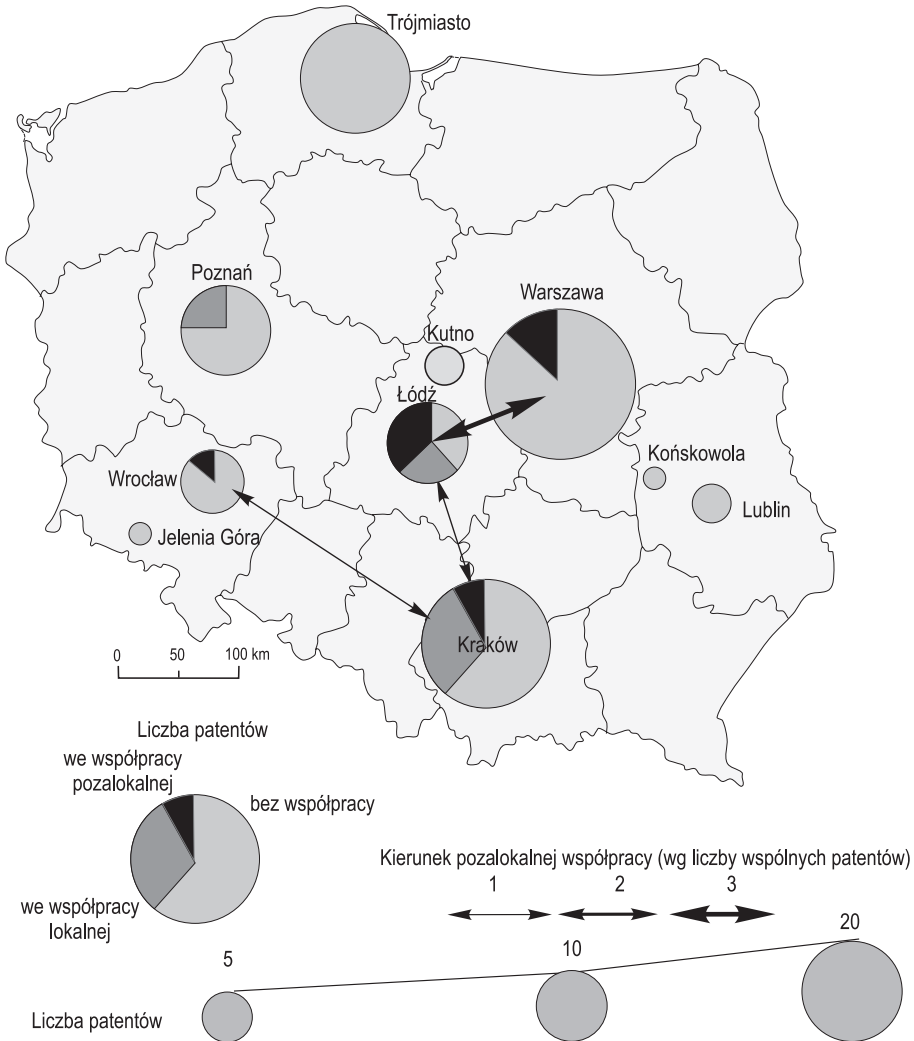 Trójmiasto
Poznań
Warszawa
Kutno
Łódź
Końskowola
Wrocław
Lublin
Jelenia Góra
Kraków
0 50 100 km
Liczba patentów
we współpracy
pozalokalnej
bez współpracy
we współpracy
lokalnej
Kierunek pozalokalnej współpracy (wg liczby wspólnych patentów)
1 2 3
5 10 20
Liczba patentów